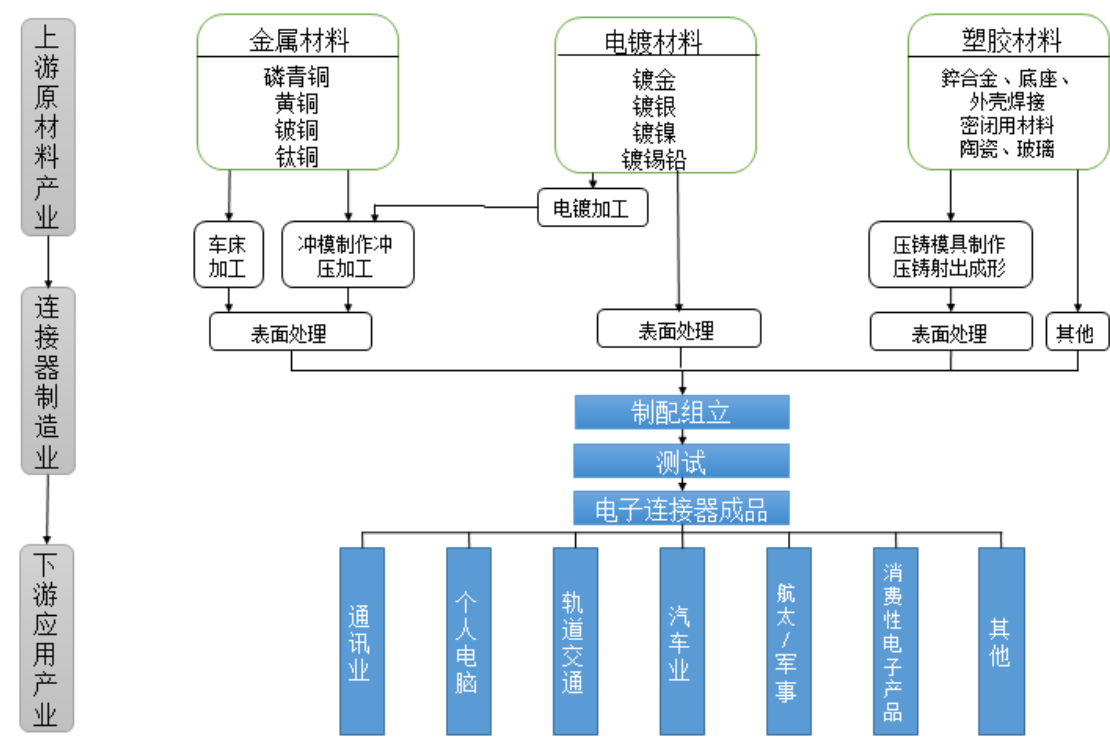 上游原材料产业
连接器制造业
下游应用产业
金属材料
磷青铜
黄铜
铍铜
钛铜
电镀材料
镀金
镀银
镀镍
镀锡铅
塑胶材料
鋅合金、底座、
外壳焊接
密闭用材料
陶瓷、玻璃
电镀加工
车床
加工
冲模制作冲
压加工
压铸模具制作
压铸射出成形
表面处理
表面处理
表面处理
其他
制配组立
测试
电子连接器成品
通讯业
个人电脑
轨道交通
汽车业
航太/军事
消费性电子产品
其他